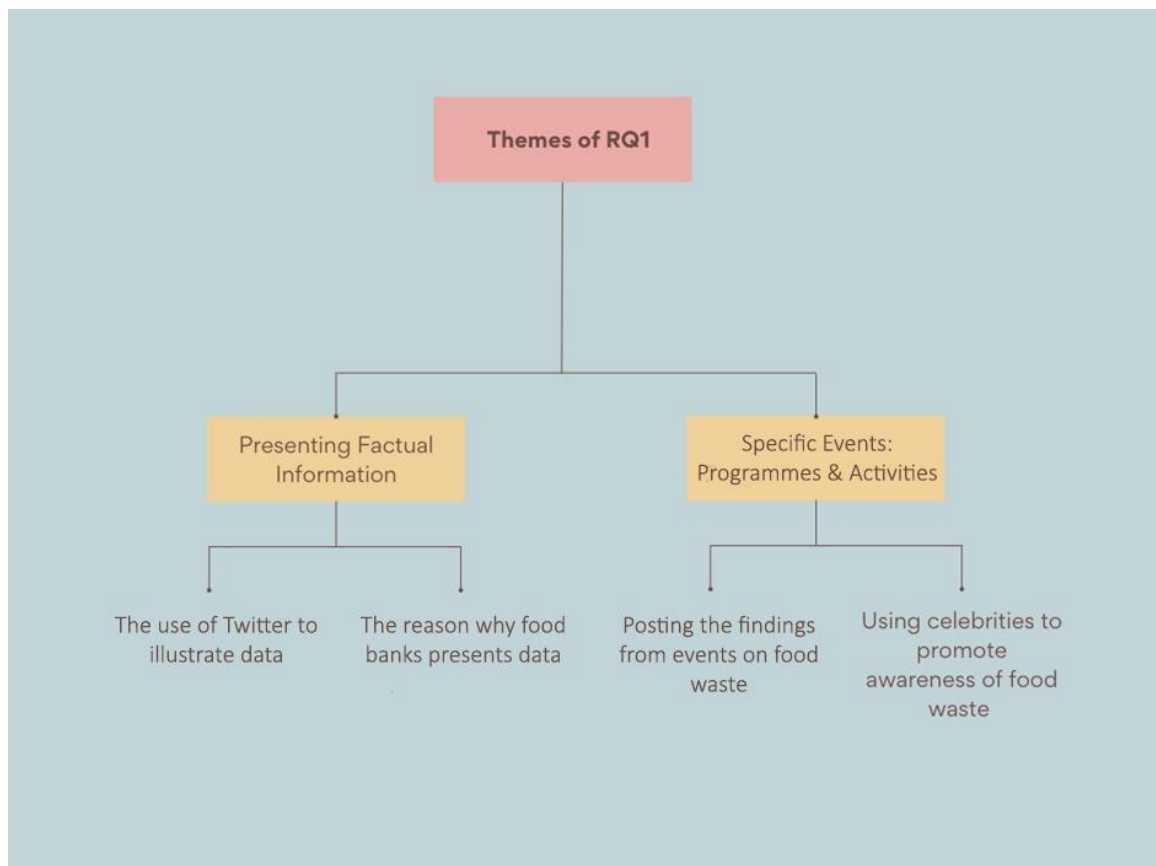 Themes of RQ1
Presenting Factual
Information
Specific Events:
Programmes & Activities
The use of Twitter to
illustrate data
The reason why food
banks presents data
Posting the findings
from events on food
waste
Using celebrities to
promote
awareness of food
waste